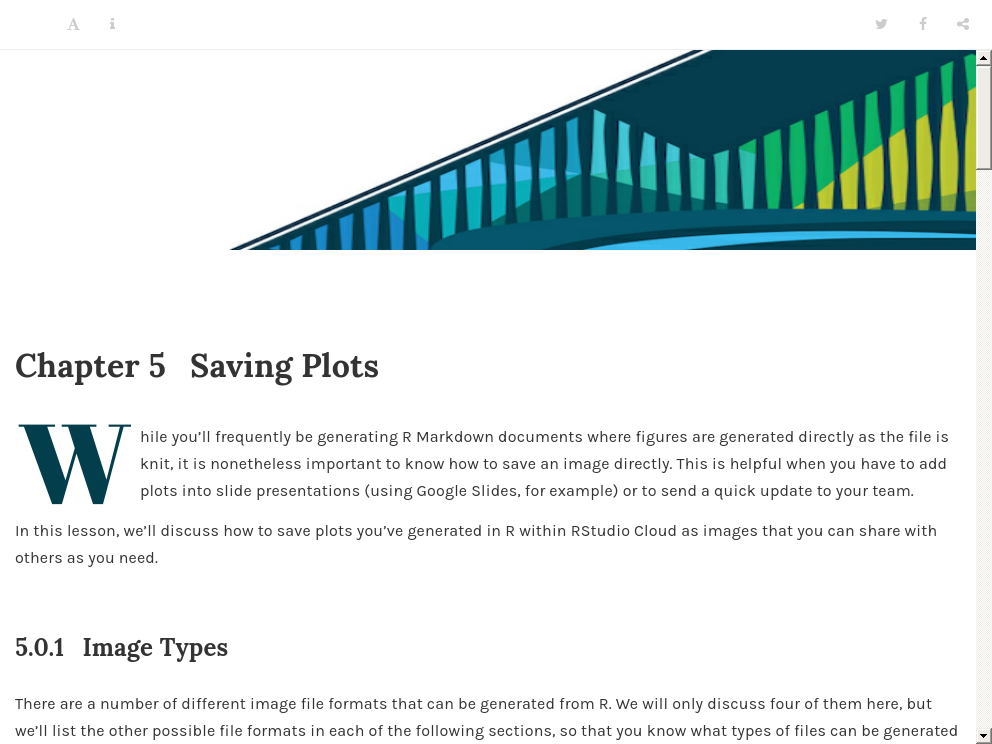 Chapter 5 Saving Plots
While you’ll frequently be generating R Markdown documents where figures are generated directly as the file is
knit, it is nonetheless important to know how to save an image directly. This is helpful when you have to add
plots into slide presentations (using Google Slides, for example) or to send a quick update to your team.
In this lesson, we’ll discuss how to save plots you’ve generated in R within RStudio Cloud as images that you can share with
others as you need.
5.0.1 Image Types
There are a number of different image file formats that can be generated from R. We will only discuss four of them here, but
we’ll list the other possible file formats in each of the following sections, so that you know what types of files can be generated